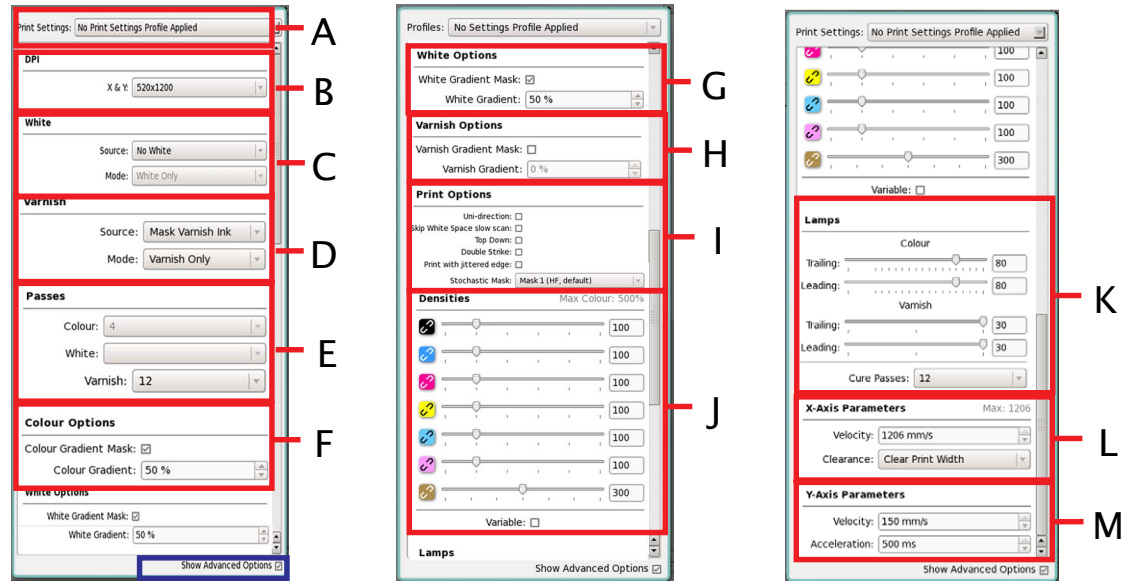 Print Settings: No Print Settings Profile Applied
A
DPI
X & Y: 520x1200
B
White
Source: No White
Mode: White Only
C
Varnish
Source: Mask Varnish Ink
Mode: Varnish Only
D
Passes
Colour: 4
White:
Varnish: 12
E
Colour Options
Colour Gradient Mask:
Colour Gradient: 50 %
F
White Options
White Gradient Mask:
White Gradient: 50 %
Show Advanced Options
Profiles: No Settings Profile Applied
White Options
White Gradient Mask:
White Gradient: 50 %
G
Varnish Options
Varnish Gradient Mask:
Varnish Gradient: 0 %
H
Print Options
Uni-direction:
Skip White Space slow scan:
Top Down:
Double Strike:
Print with jittered edge:
Stochastic Mask: Mask 1 (HF, default)
I
Densities Max Colour: 500%
100
100
100
100
100
100
300
Variable:
J
Lamps
Show Advanced Options
Print Settings: No Print Settings Profile Applied
100
100
100
100
300
Variable:
Lamps
Colour
Trailing: 80
Leading: 80
Varnish
Trailing: 30
Leading: 30
Cure Passes: 12
K
X-Axis Parameters Max: 1206
Velocity: 1206 mm/s
Clearance: Clear Print Width
L
Y-Axis Parameters
Velocity: 150 mm/s
Acceleration: 500 ms
M
Show Advanced Options